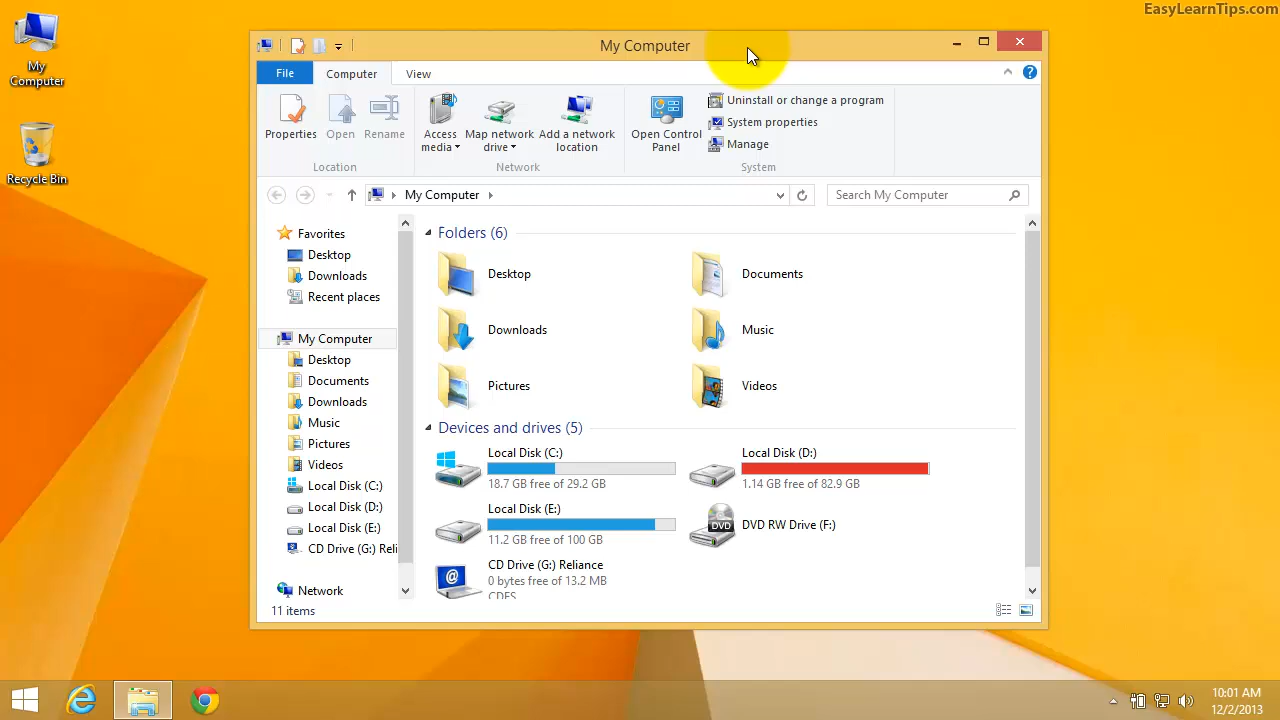 EasyLearnTips.com
My
Computer
Recycle Bin
My Computer
File
Computer
View
Properties
Open
Rename
Location
Access
media
Map network
drive
Add a network
location
Network
Open Control
Panel
Uninstall or change a program
System properties
Manage
System
My Computer
Search My Computer
Favorites
Desktop
Downloads
Recent places
My Computer
Desktop
Documents
Downloads
Music
Pictures
Videos
Local Disk (C:)
Local Disk (D:)
Local Disk (E:)
CD Drive (G:) Reli
Network
Folders (6)
Desktop
Documents
Downloads
Music
Pictures
Videos
Devices and drives (5)
Local Disk (C:)
18.7 GB free of 29.2 GB
Local Disk (D:)
1.14 GB free of 82.9 GB
Local Disk (E:)
11.2 GB free of 100 GB
DVD
DVD RW Drive (F:)
CD Drive (G:) Reliance
0 bytes free of 13.2 MB
CDFS
11 items
10:01 AM
12/2/2013